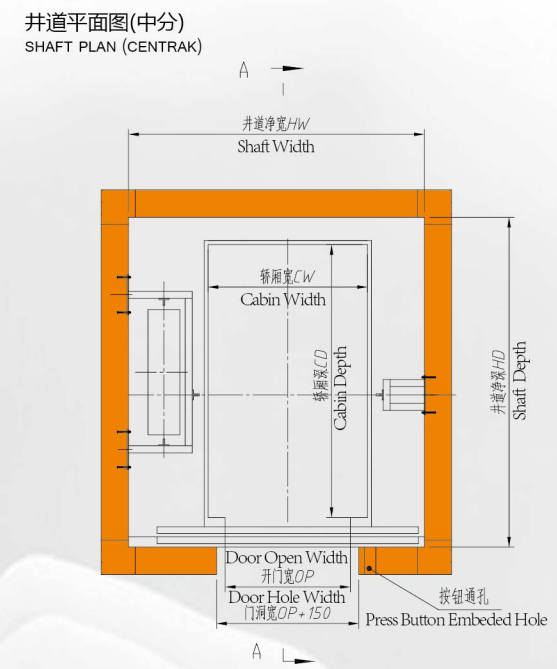 井道平面图(中分)
SHAFT PLAN (CENTRAK)
A
井道净宽HW
Shaft Width
轿厢宽CW
Cabin Width
轿厢深CD
Cabin Depth
井道净深HD
Shaft Depth
Door Open Width
开门宽OP
Door Hole Width
门洞宽OP+150
按钮通孔
Press Button Embeded Hole
A